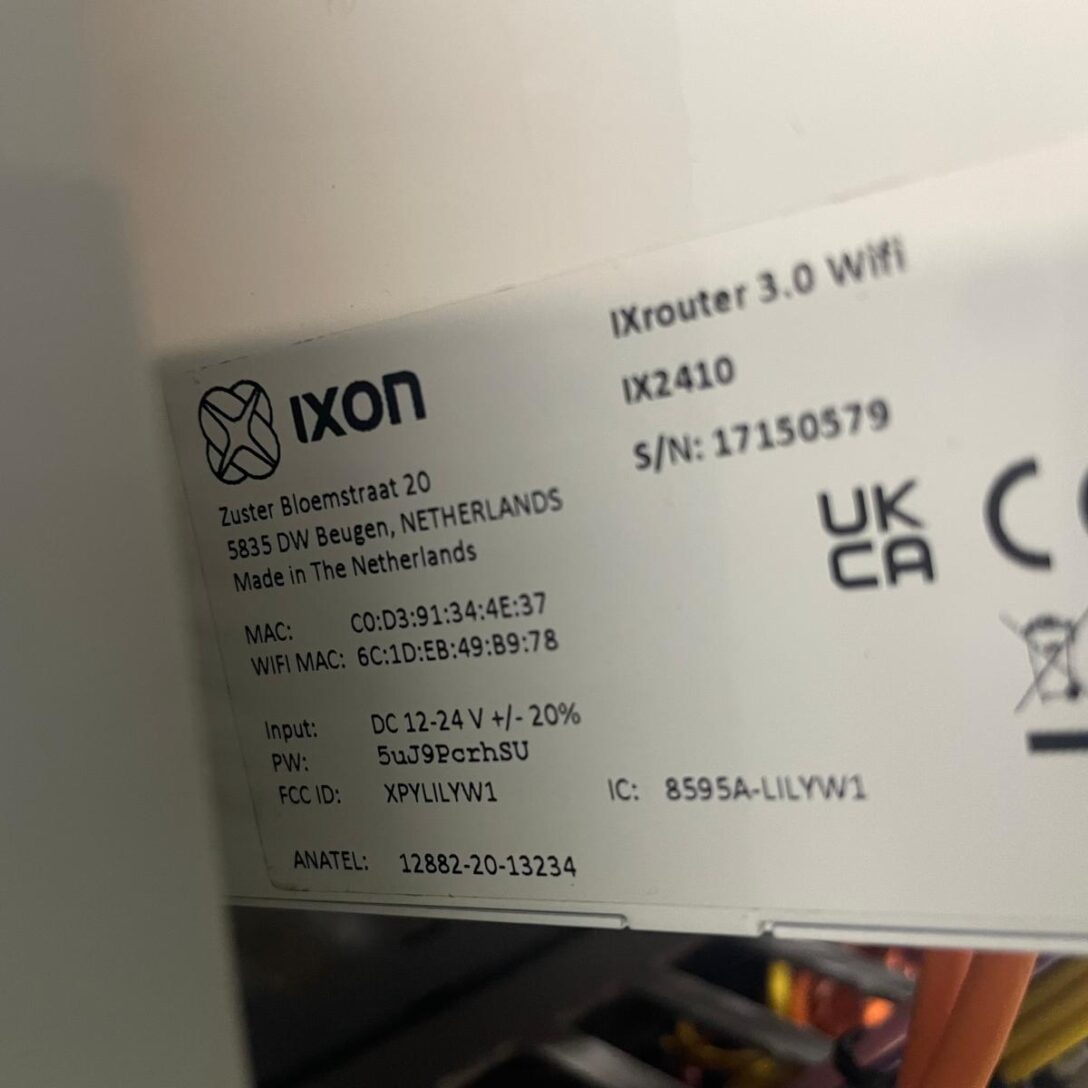 IXrouter 3.0 Wifi
IX2410
S/N: 17150579
IXON
Zuster Bloemstraat 20
5835 DW Beugen, NETHERLANDS
Made in The Netherlands
UK
CA
MAC: C0:D3:91:34:4E:37
WIFI MAC: 6C:1D:EB:49:B9:78
Input: DC 12-24 V +/- 20%
PW: 5uJ9PcrhSU
FCC ID: XPYLILYW1
IC: 8595A-LILYW1
ANATEL: 12882-20-13234